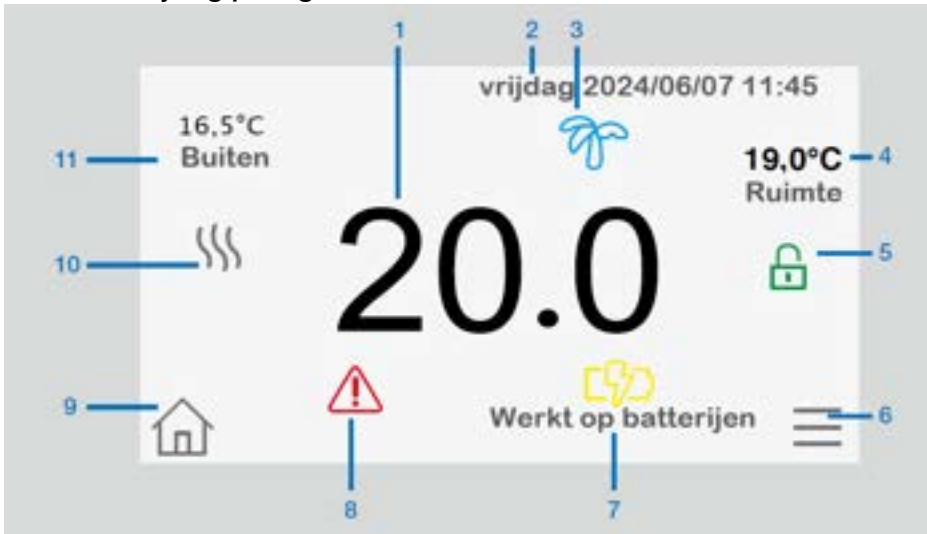 1 2 3
vrijdag 2024/06/07 11:45
16,5°C
11 Buiten
19,0°C 4
Ruimte
20.0
10
5
9
Werkt op batterijen
6
8 7